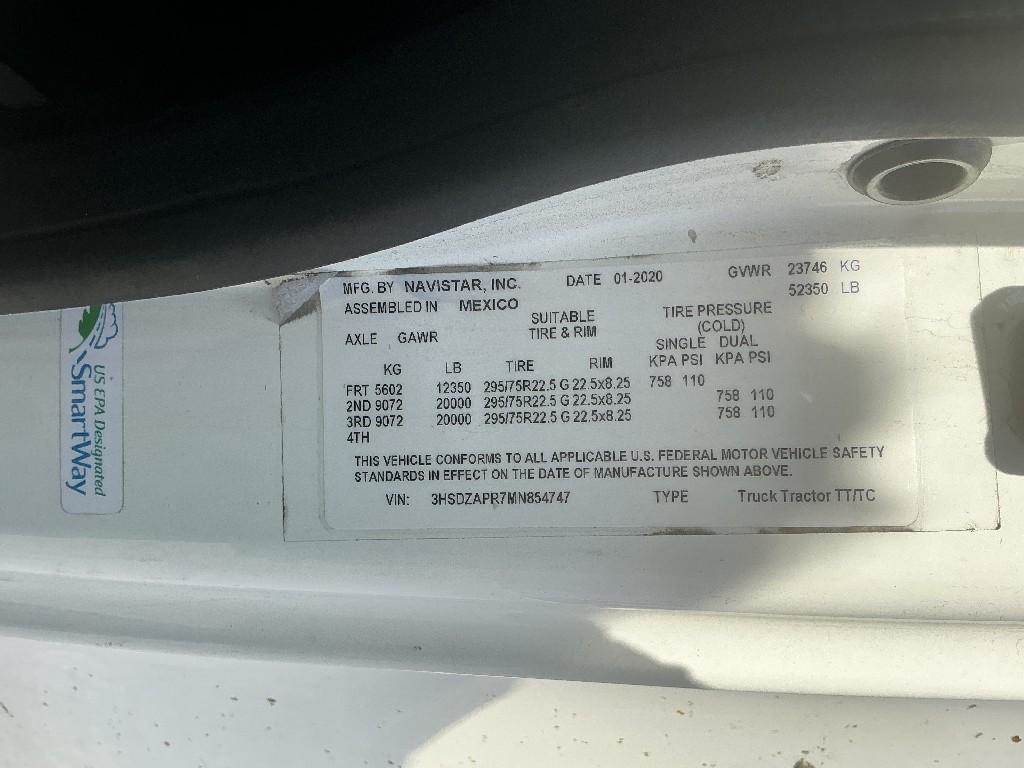 MFG. BY NAVISTAR, INC. DATE 01-2020 GVWR 23746 KG
52350 LB
ASSEMBLED IN MEXICO
SUITABLE TIRE PRESSURE
AXLE GAWR TIRE & RIM (COLD)
SINGLE DUAL
KG LB TIRE RIM KPA PSI KPA PSI
FRT 5602 12350 295/75R22.5 G 22.5x8.25 758 110
2ND 9072 20000 295/75R22.5 G 22.5x8.25 758 110
3RD 9072 20000 295/75R22.5 G 22.5x8.25 758 110
4TH
THIS VEHICLE CONFORMS TO ALL APPLICABLE U.S. FEDERAL MOTOR VEHICLE SAFETY
STANDARDS IN EFFECT ON THE DATE OF MANUFACTURE SHOWN ABOVE.
VIN: 3HSDZAPR7MN854747 TYPE Truck Tractor TT/TC
US EPA Designated
SmartWay